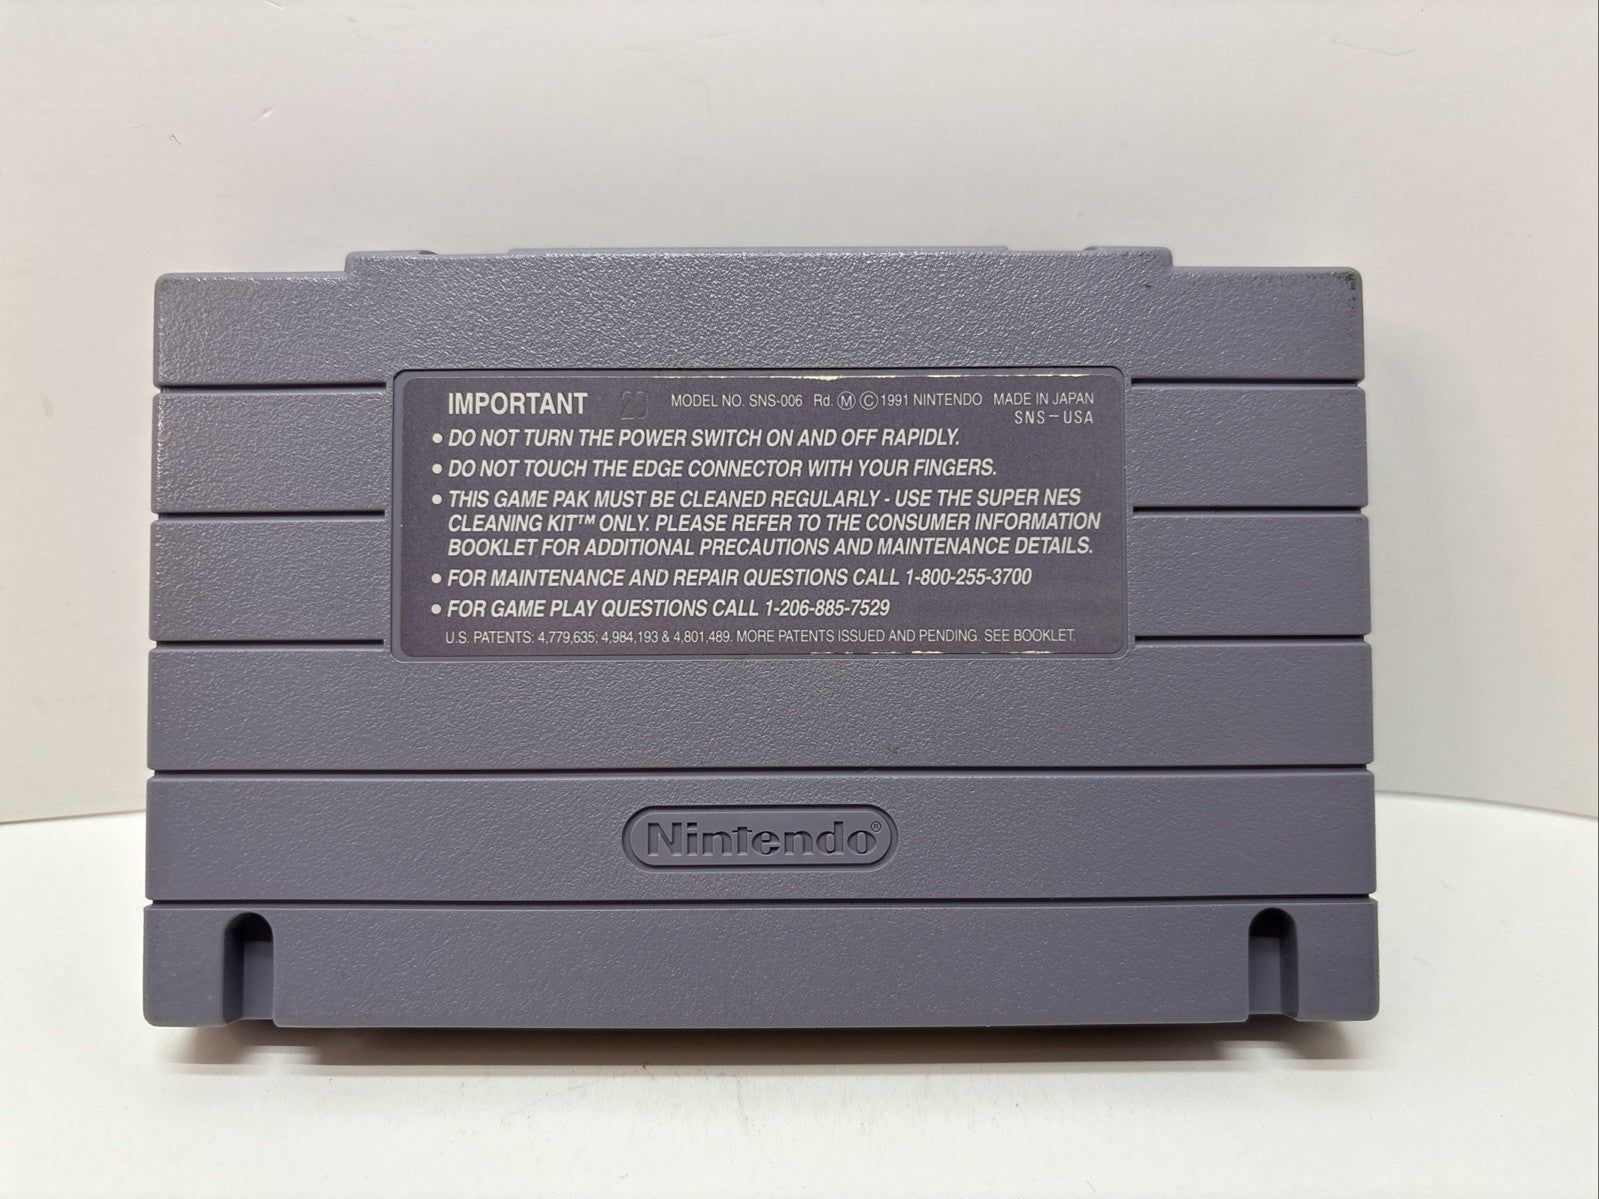 IMPORTANT 20 MODEL NO. SNS-006 Rd. Ⓜ Ⓒ 1991 NINTENDO MADE IN JAPAN
SNS-USA
• DO NOT TURN THE POWER SWITCH ON AND OFF RAPIDLY.
• DO NOT TOUCH THE EDGE CONNECTOR WITH YOUR FINGERS.
• THIS GAME PAK MUST BE CLEANED REGULARLY - USE THE SUPER NES
CLEANING KIT™ ONLY. PLEASE REFER TO THE CONSUMER INFORMATION
BOOKLET FOR ADDITIONAL PRECAUTIONS AND MAINTENANCE DETAILS.
• FOR MAINTENANCE AND REPAIR QUESTIONS CALL 1-800-255-3700
• FOR GAME PLAY QUESTIONS CALL 1-206-885-7529
U.S. PATENTS: 4,779,635; 4,984,193 & 4,801,489. MORE PATENTS ISSUED AND PENDING. SEE BOOKLET.
Nintendo®